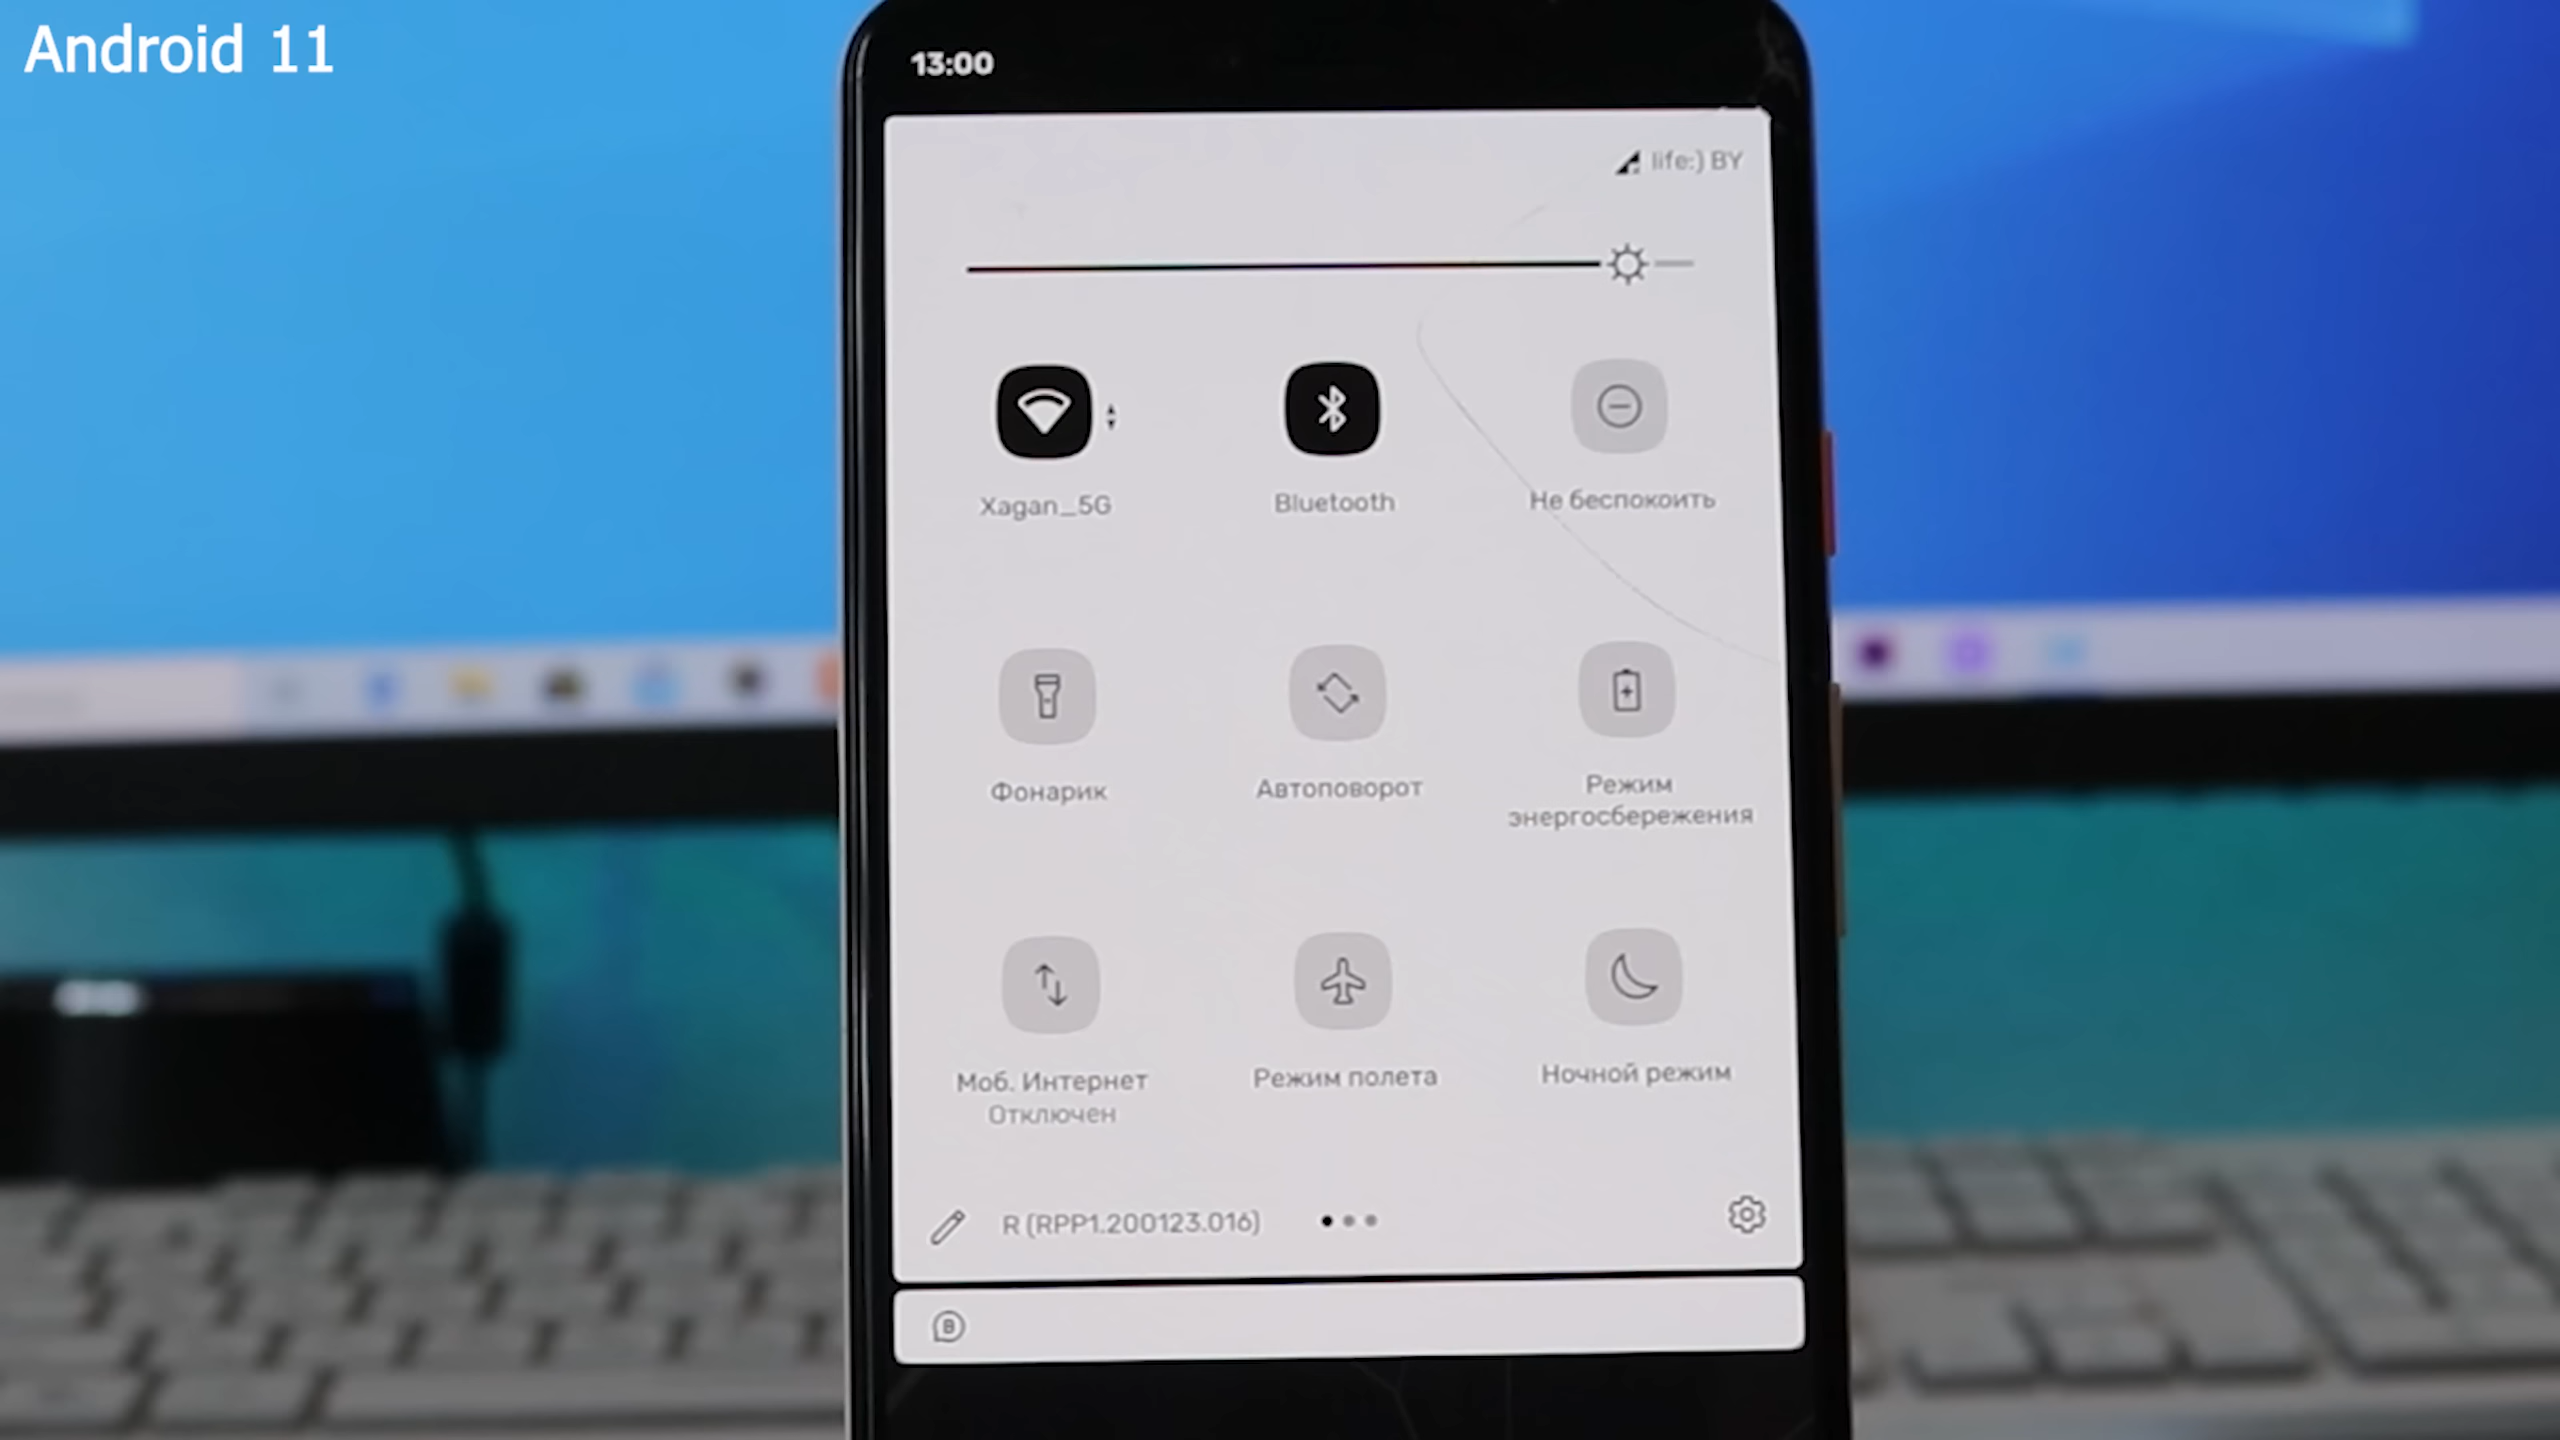 Android 11
13:00
life:) BY
Xagan_5G
Bluetooth
Не беспокоить
Фонарик
Автоповорот
Режим
энергосбережения
Моб. Интернет
Отключен
Режим полета
Ночной режим
R (RPP1.200123.016)
B